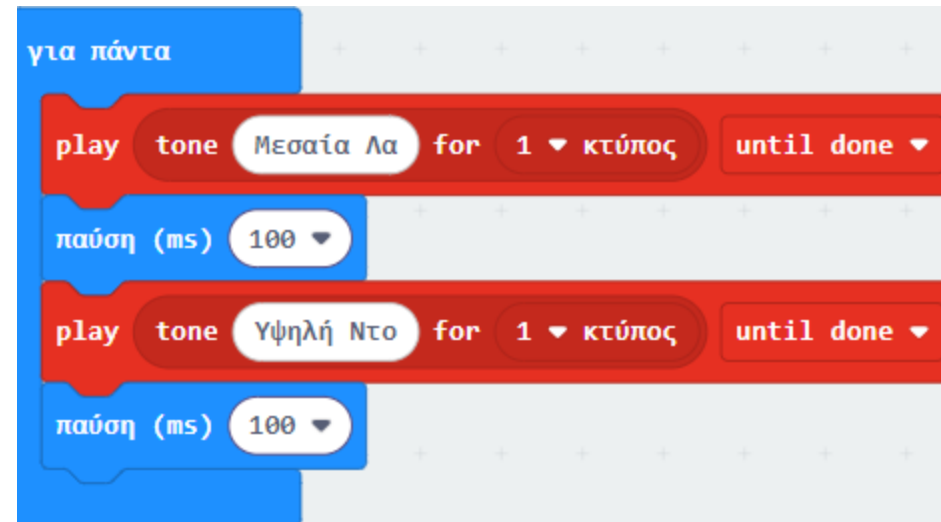 για πάντα
play tone Μεσαία Λα for 1 κτύπος until done
παύση (ms) 100
play tone Υψηλή Ντο for 1 κτύπος until done
παύση (ms) 100